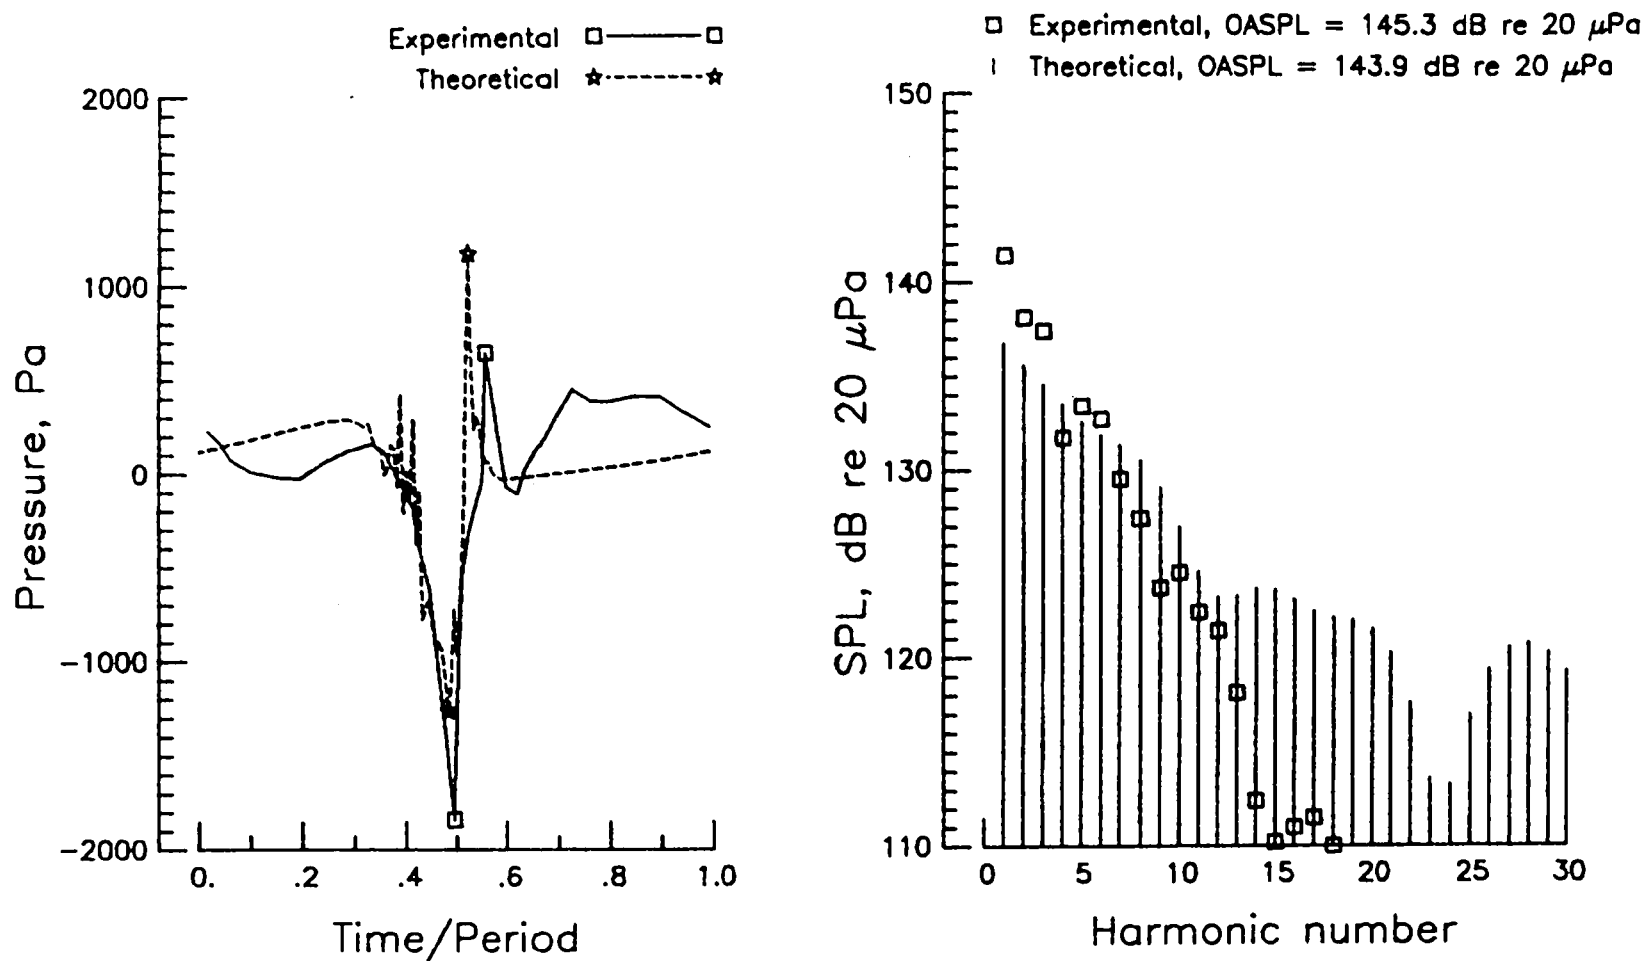 Experimental
Theoretical
2000
1000
0
-1000
-2000
Pressure, Pa
0. .2 .4 .6 .8 1.0
Time/Period
Experimental, OASPL = 145.3 dB re 20 μPa
Theoretical, OASPL = 143.9 dB re 20 μPa
150
140
130
120
110
SPL, dB re 20 μPa
0 5 10 15 20 25 30
Harmonic number